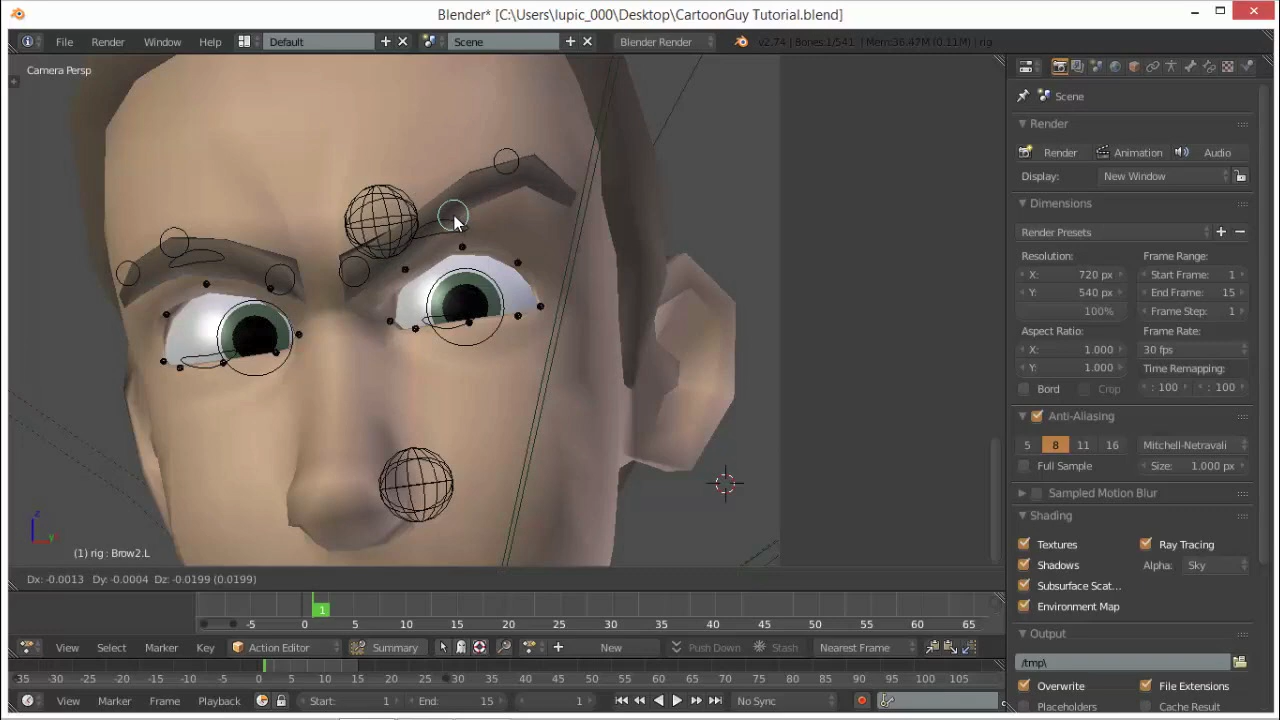 Blender* [C:\Users\lupic_000\Desktop\CartoonGuy Tutorial.blend]
File Render Window Help Default Scene Blender Render v2.74 | Bones:1/541 | Mem:36.47M (0.11M) | rig
Camera Persp
Scene
Render
Render Animation Audio
Display: New Window
Dimensions
Render Presets
Resolution: Frame Range:
X: 720 px Start Frame: 1
Y: 540 px End Frame: 15
100% Frame Step: 1
Aspect Ratio: Frame Rate:
X: 1.000 30 fps
Y: 1.000 Time Remapping:
Bord Crop : 100 : 100
Anti-Aliasing
5 8 11 16 Mitchell-Netravali
Full Sample Size: 1.000 px
Sampled Motion Blur
Shading
Textures Ray Tracing
Shadows Alpha: Sky
Subsurface Scat...
Environment Map
Output
/tmp\
Overwrite File Extensions
Placeholders Cache Result
z
y
(1) rig : Brow2.L
Dx: -0.0013 Dy: -0.0004 Dz: -0.0199 (0.0199)
1
-5 0 5 10 15 20 25 30 35 40 45 50 55 60 65
View Select Marker Key Action Editor Summary New Push Down Stash Nearest Frame
-35 -30 -25 -20 -15 -10 -5 0 5 10 15 20 25 30 35 40 45 50 55 60 65 70 75 80 85 90 95 100 105
View Marker Frame Playback Start: 1 End: 15 1 No Sync